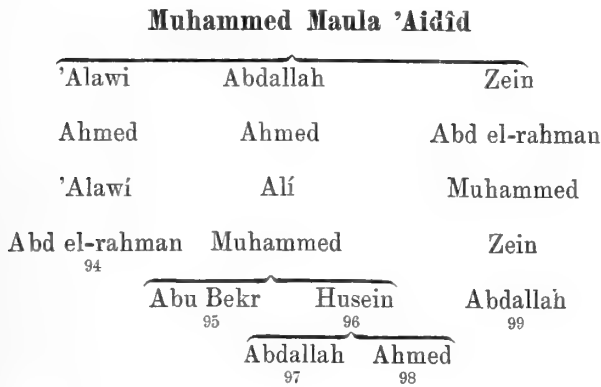 Muhammed Maula ’Aidîd
’Alawi Abdallah Zein
Ahmed Ahmed Abd el-rahman
’Alawí Alí Muhammed
Abd el-rahman Muhammed Zein
94
Abu Bekr Husein Abdallah
95 96 99
Abdallah Ahmed
97 98